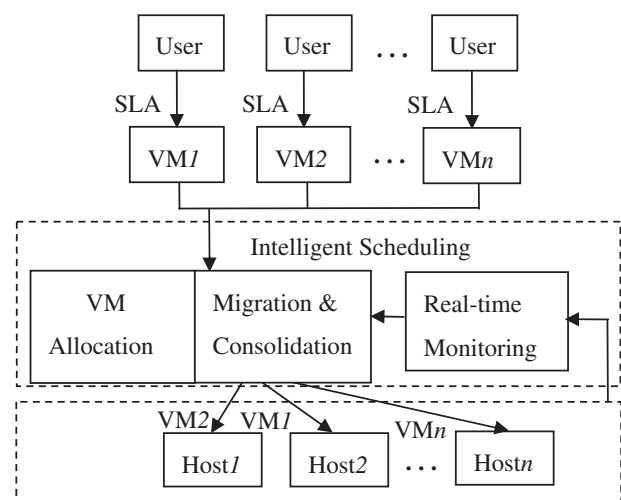 User User ... User
SLA SLA SLA
VM1 VM2 ... VMn
Intelligent Scheduling
VM Allocation
Migration & Consolidation
Real-time Monitoring
VM2 VM1 VMn
Host1 Host2 ... Hostn